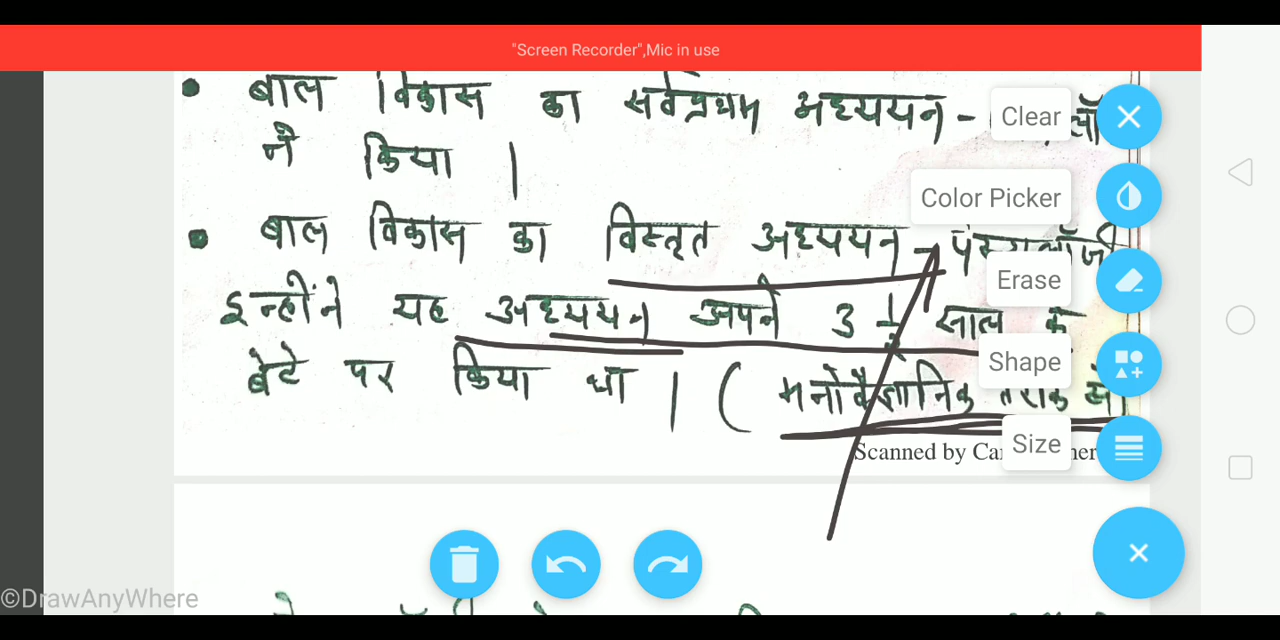 "Screen Recorder",Mic in use
• बाल विकास का सर्वप्रथम अध्ययन -
ने किया |
• बाल विकास का विस्तृत अध्ययन -
इन्होंने यह अध्ययन अपने 3 1/2 साल के
बेटे पर किया था | ( मनोवैज्ञानिक से)
Scanned by
Clear
Color Picker
Erase
Shape
Size
©DrawAnyWhere